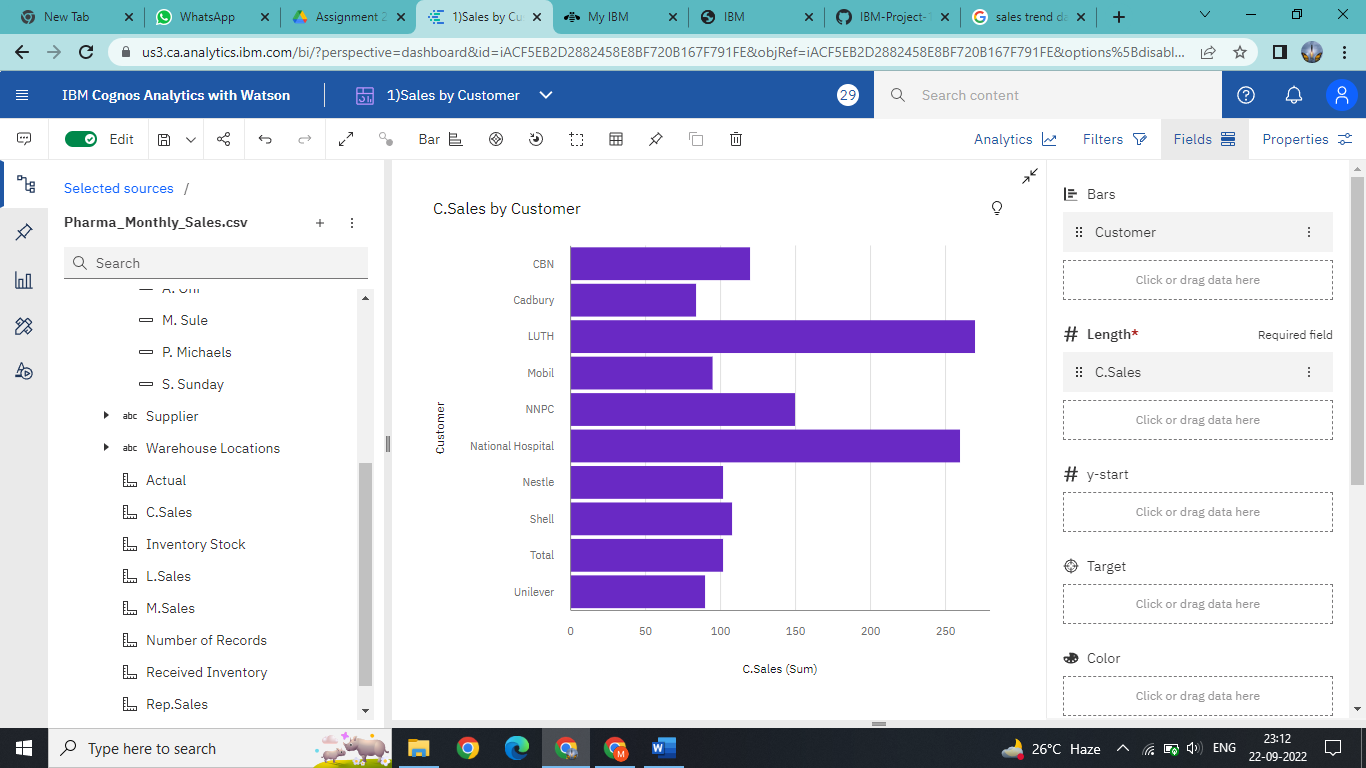 New Tab
WhatsApp
Assignment 2
1)Sales by Cu
My IBM
IBM
IBM-Project-1
sales trend da
us3.ca.analytics.ibm.com/bi/?perspective=dashboard&id=iACF5EB2D2882458E8BF720B167F791FE&objRef=iACF5EB2D2882458E8BF720B167F791FE&options%5Bdisabl...
IBM Cognos Analytics with Watson
1)Sales by Customer
29
Search content
Edit
Bar
Analytics
Filters
Fields
Properties
Selected sources /
Pharma_Monthly_Sales.csv
Search
M. Sule
P. Michaels
S. Sunday
abc Supplier
abc Warehouse Locations
Actual
C.Sales
Inventory Stock
L.Sales
M.Sales
Number of Records
Received Inventory
Rep.Sales
C.Sales by Customer
Customer
CBN
Cadbury
LUTH
Mobil
NNPC
National Hospital
Nestle
Shell
Total
Unilever
0 50 100 150 200 250
C.Sales (Sum)
Bars
Customer
Click or drag data here
# Length* Required field
C.Sales
Click or drag data here
# y-start
Click or drag data here
Target
Click or drag data here
Color
Click or drag data here
Type here to search
26°C Haze
ENG
23:12
22-09-2022